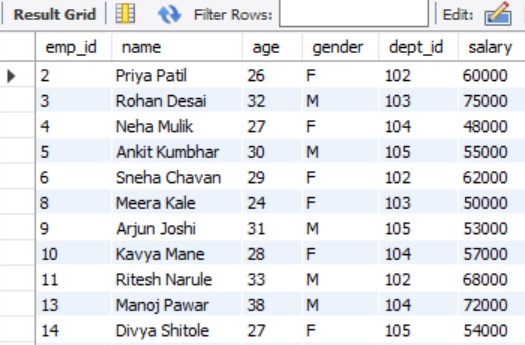 Result Grid Filter Rows: Edit:
emp_id name age gender dept_id salary
2 Priya Patil 26 F 102 60000
3 Rohan Desai 32 M 103 75000
4 Neha Mulik 27 F 104 48000
5 Ankit Kumbhar 30 M 105 55000
6 Sneha Chavan 29 F 102 62000
8 Meera Kale 24 F 103 50000
9 Arjun Joshi 31 M 105 53000
10 Kavya Mane 28 F 104 57000
11 Ritesh Narule 33 M 102 68000
13 Manoj Pawar 38 M 104 72000
14 Divya Shitole 27 F 105 54000